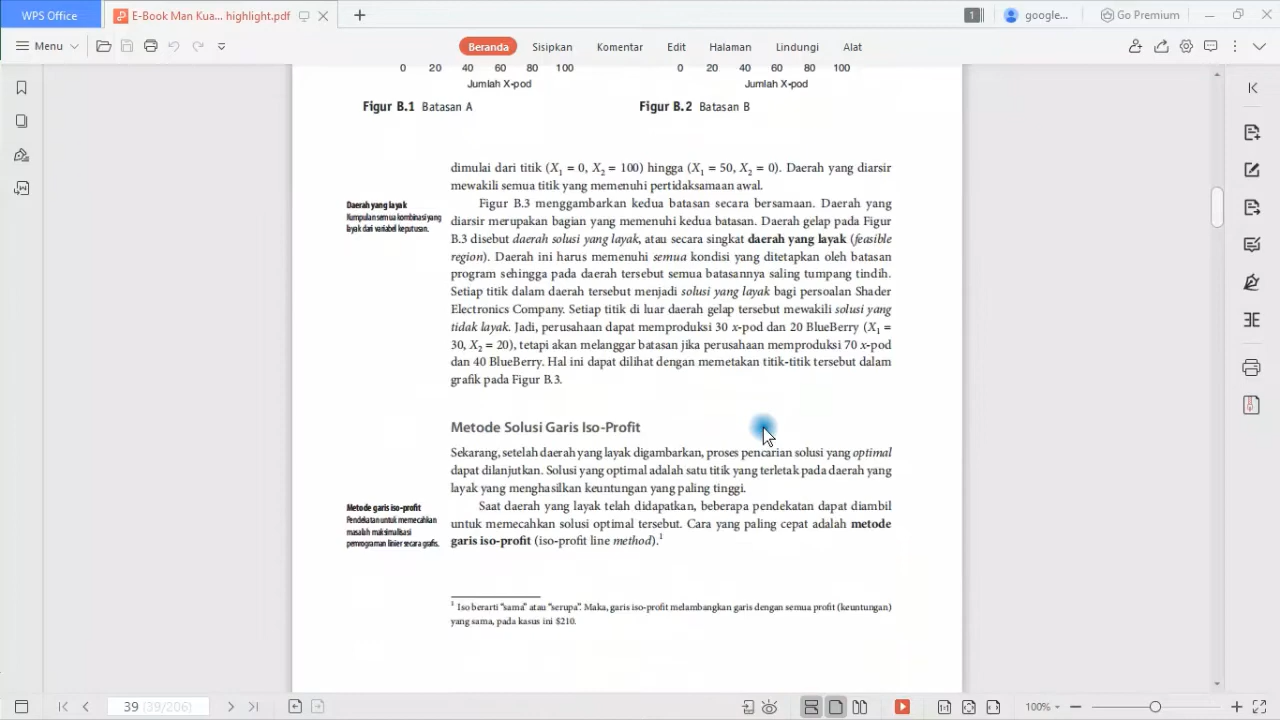 WPS Office
E-Book Man Kua... highlight.pdf
1
google...
Go Premium
Menu
Beranda
Sisipkan
Komentar
Edit
Halaman
Lindungi
Alat
0 20 40 60 80 100
Jumlah X-pod
0 20 40 60 80 100
Jumlah X-pod
Figur B.1 Batasan A
Figur B.2 Batasan B
dimulai dari titik (X₁ = 0, X₂ = 100) hingga (X₁ = 50, X₂ = 0). Daerah yang diarsir
mewakili semua titik yang memenuhi pertidaksamaan awal.
Daerah yang layak
Kumpulan semua kombinasi yang
layak dari variabel keputusan.
Figur B.3 menggambarkan kedua batasan secara bersamaan. Daerah yang
diarsir merupakan bagian yang memenuhi kedua batasan. Daerah gelap pada Figur
B.3 disebut daerah solusi yang layak, atau secara singkat daerah yang layak (feasible
region). Daerah ini harus memenuhi semua kondisi yang ditetapkan oleh batasan
program sehingga pada daerah tersebut semua batasannya saling tumpang tindih.
Setiap titik dalam daerah tersebut menjadi solusi yang layak bagi persoalan Shader
Electronics Company. Setiap titik di luar daerah gelap tersebut mewakili solusi yang
tidak layak. Jadi, perusahaan dapat memproduksi 30 x-pod dan 20 BlueBerry (X₁ =
30, X₂ = 20), tetapi akan melanggar batasan jika perusahaan memproduksi 70 x-pod
dan 40 BlueBerry. Hal ini dapat dilihat dengan memetakan titik-titik tersebut dalam
grafik pada Figur B.3.
Metode Solusi Garis Iso-Profit
Sekarang, setelah daerah yang layak digambarkan, proses pencarian solusi yang optimal
dapat dilanjutkan. Solusi yang optimal adalah satu titik yang terletak pada daerah yang
layak yang menghasilkan keuntungan yang paling tinggi.
Metode garis iso-profit
Pendekatan untuk memecahkan
masalah maksimalisasi
pemrograman linier secara grafis.
Saat daerah yang layak telah didapatkan, beberapa pendekatan dapat diambil
untuk memecahkan solusi optimal tersebut. Cara yang paling cepat adalah metode
garis iso-profit (iso-profit line method).¹
¹ Iso berarti "sama" atau "serupa". Maka, garis iso-profit melambangkan garis dengan semua profit (keuntungan)
yang sama, pada kasus ini $210.
39 (39/206)
100%